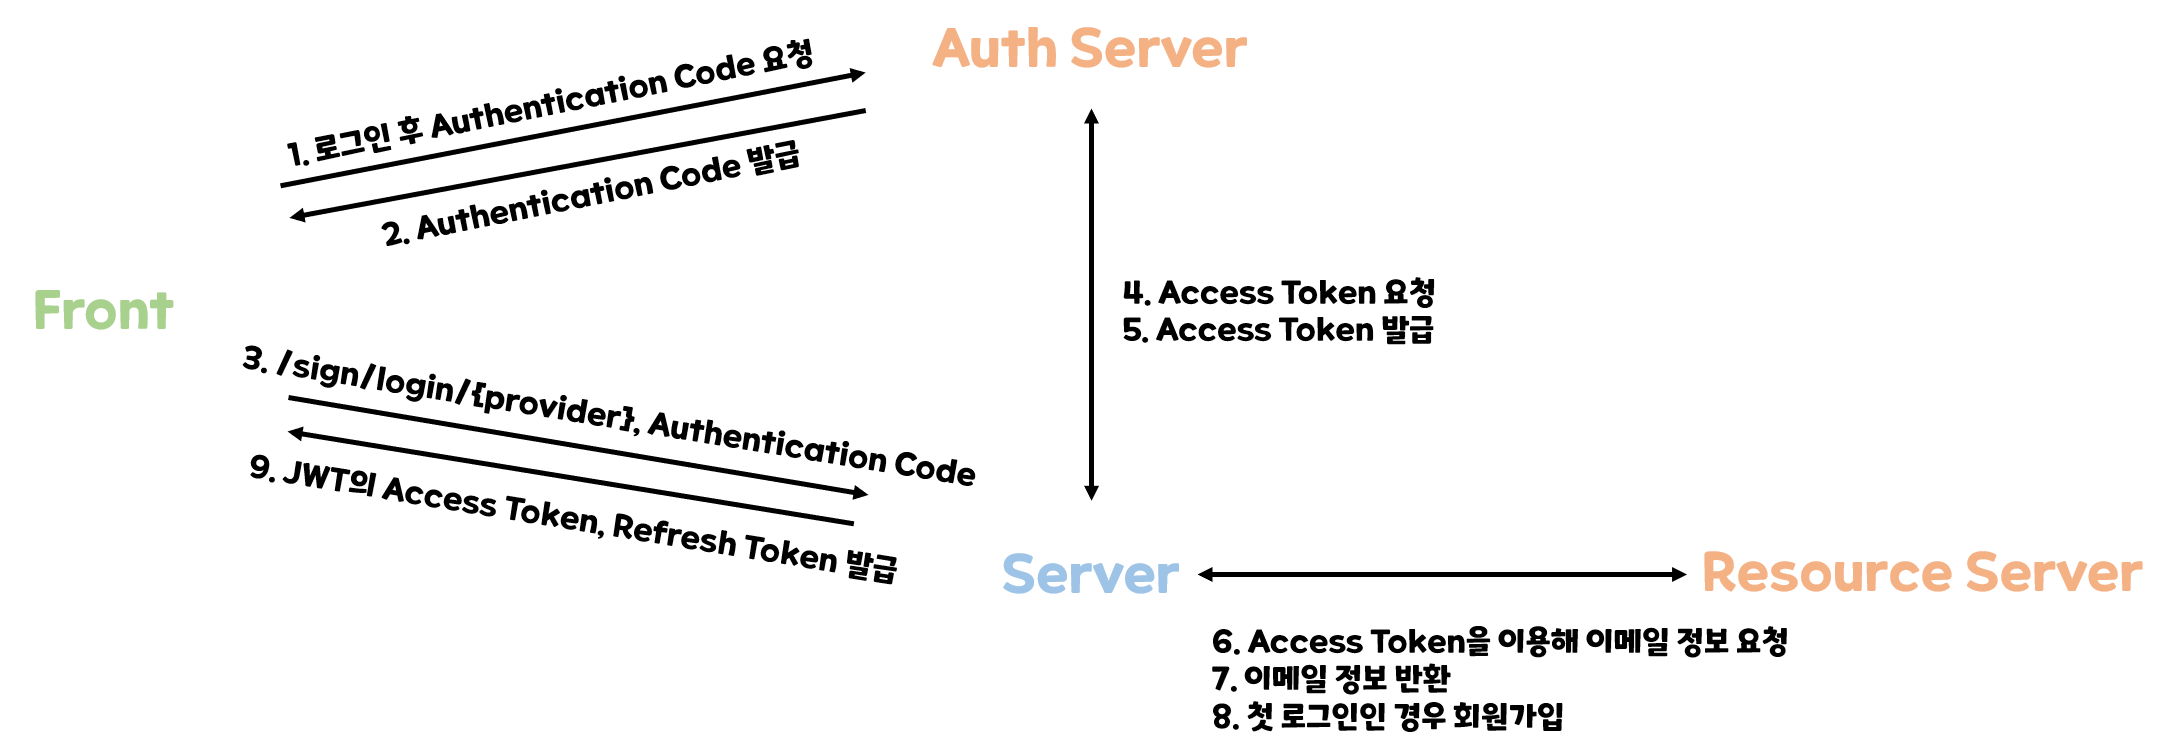 Auth Server
1. 로그인 후 Authentication Code 요청
2. Authentication Code 발급
Front
4. Access Token 요청
5. Access Token 발급
3. /sign/login/{provider}, Authentication Code
9. JWT의 Access Token, Refresh Token 발급
Server
Resource Server
6. Access Token을 이용해 이메일 정보 요청
7. 이메일 정보 반환
8. 첫 로그인인 경우 회원가입